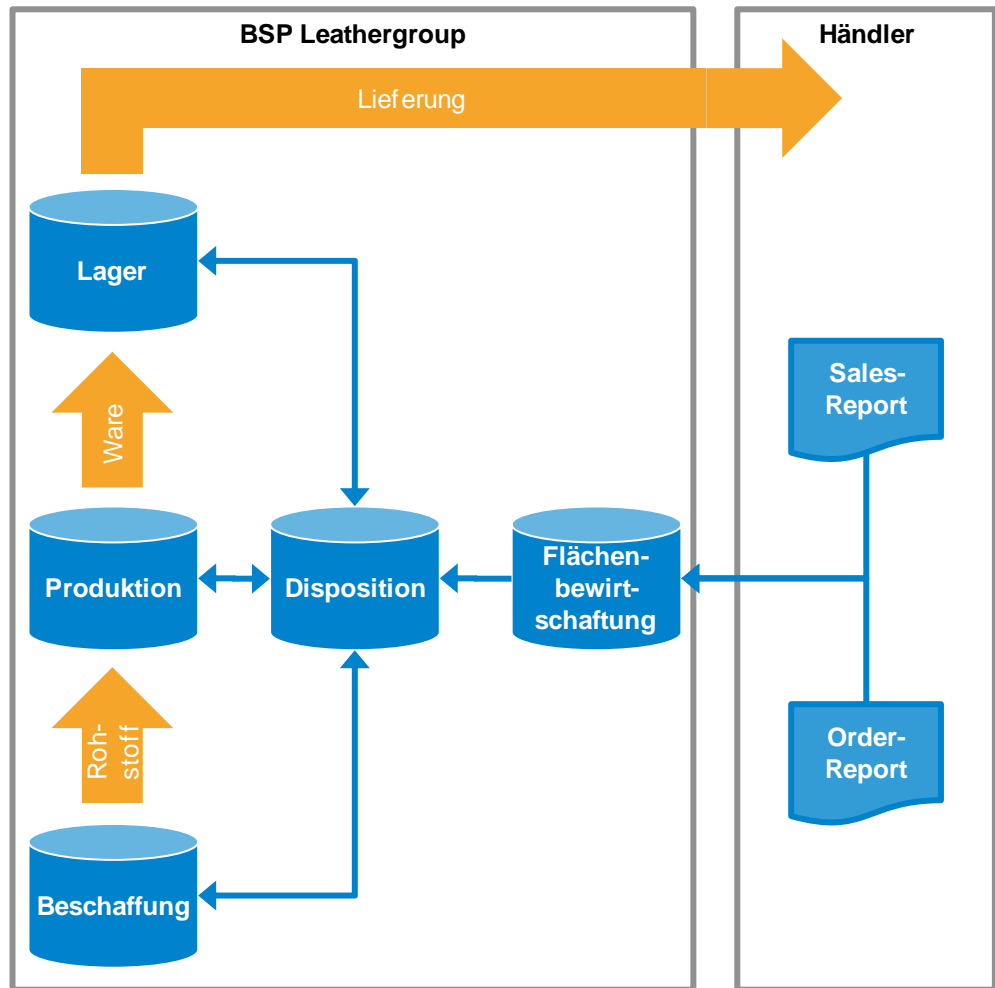 BSP Leathergroup
Händler
Lieferung
Lager
Sales-
Report
Ware
Produktion
Disposition
Flächen-
bewirt-
schaftung
Order-
Report
Roh-
stoff
Beschaffung